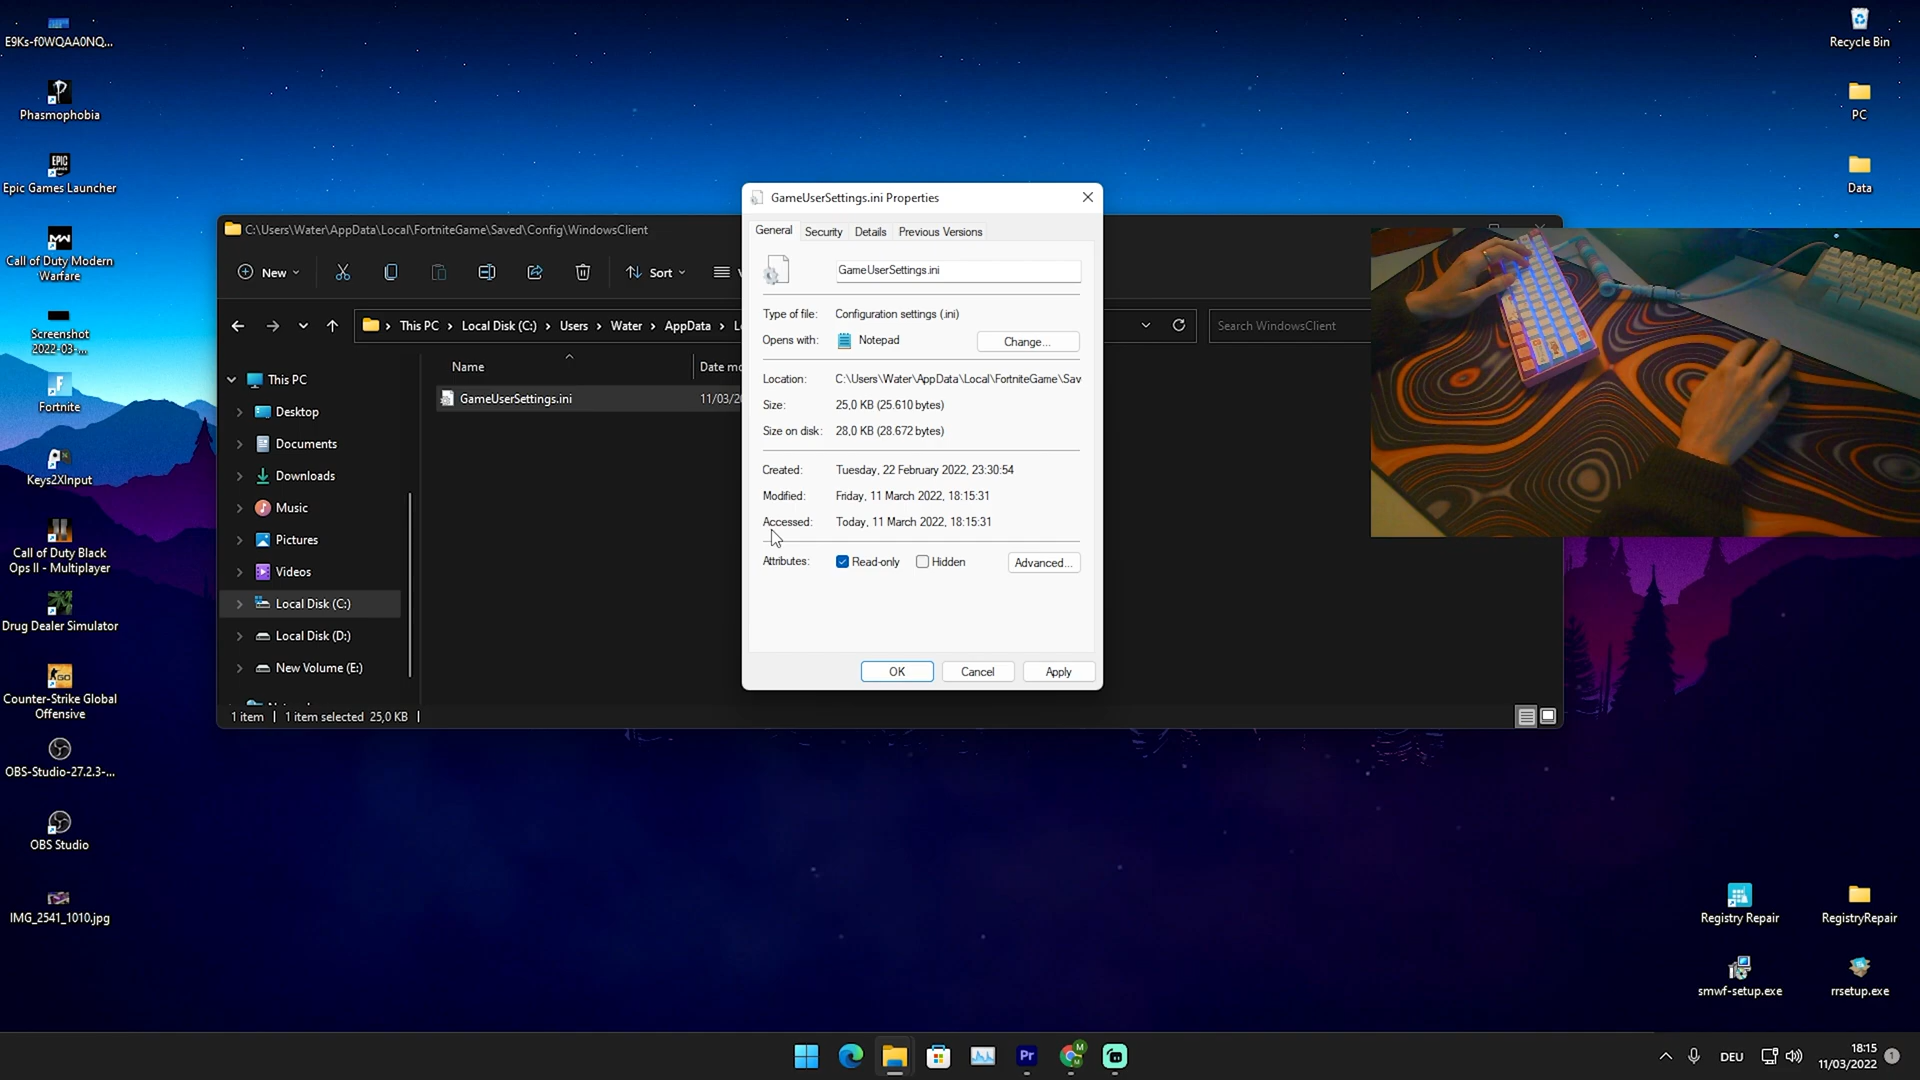 E9Ks-f0WQAA0NQ...
Phasmophobia
EPIC
GAMES
Epic Games Launcher
Call of Duty Modern
Warfare
Screenshot
2022-03-...
Fortnite
Keys2XInput
Call of Duty Black
Ops II - Multiplayer
Drug Dealer Simulator
GO
Counter-Strike Global
Offensive
OBS-Studio-27.2.3-...
OBS Studio
IMG_2541_1010.jpg
Recycle Bin
PC
Data
C:\Users\Water\AppData\Local\FortniteGame\Saved\Config\WindowsClient
New
Sort
This PC
Local Disk (C:)
Users
Water
AppData
Search WindowsClient
Name
Date mo
GameUserSettings.ini
11/03/20
This PC
Desktop
Documents
Downloads
Music
Pictures
Videos
Local Disk (C:)
Local Disk (D:)
New Volume (E:)
1 item
1 item selected 25,0 KB
GameUserSettings.ini Properties
General
Security
Details
Previous Versions
GameUserSettings.ini
Type of file: Configuration settings (.ini)
Opens with: Notepad
Change...
Location: C:\Users\Water\AppData\Local\FortniteGame\Sav
Size: 25,0 KB (25.610 bytes)
Size on disk: 28,0 KB (28.672 bytes)
Created: Tuesday, 22 February 2022, 23:30:54
Modified: Friday, 11 March 2022, 18:15:31
Accessed: Today, 11 March 2022, 18:15:31
Attributes: Read-only Hidden
Advanced...
OK
Cancel
Apply
Registry Repair
RegistryRepair
smwf-setup.exe
rrsetup.exe
Pr
M
DEU
18:15
11/03/2022
1